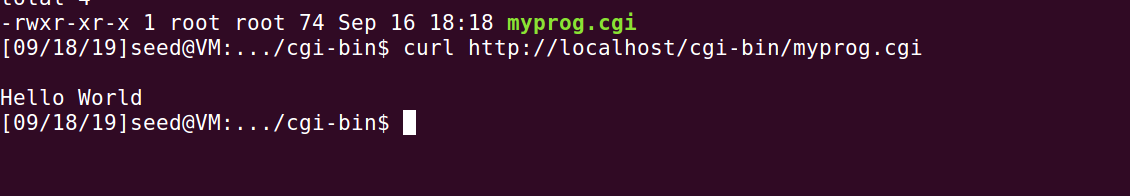 total 4
-rwxr-xr-x 1 root root 74 Sep 16 18:18 myprog.cgi
[09/18/19]seed@VM:.../cgi-bin$ curl http://localhost/cgi-bin/myprog.cgi
Hello World
[09/18/19]seed@VM:.../cgi-bin$